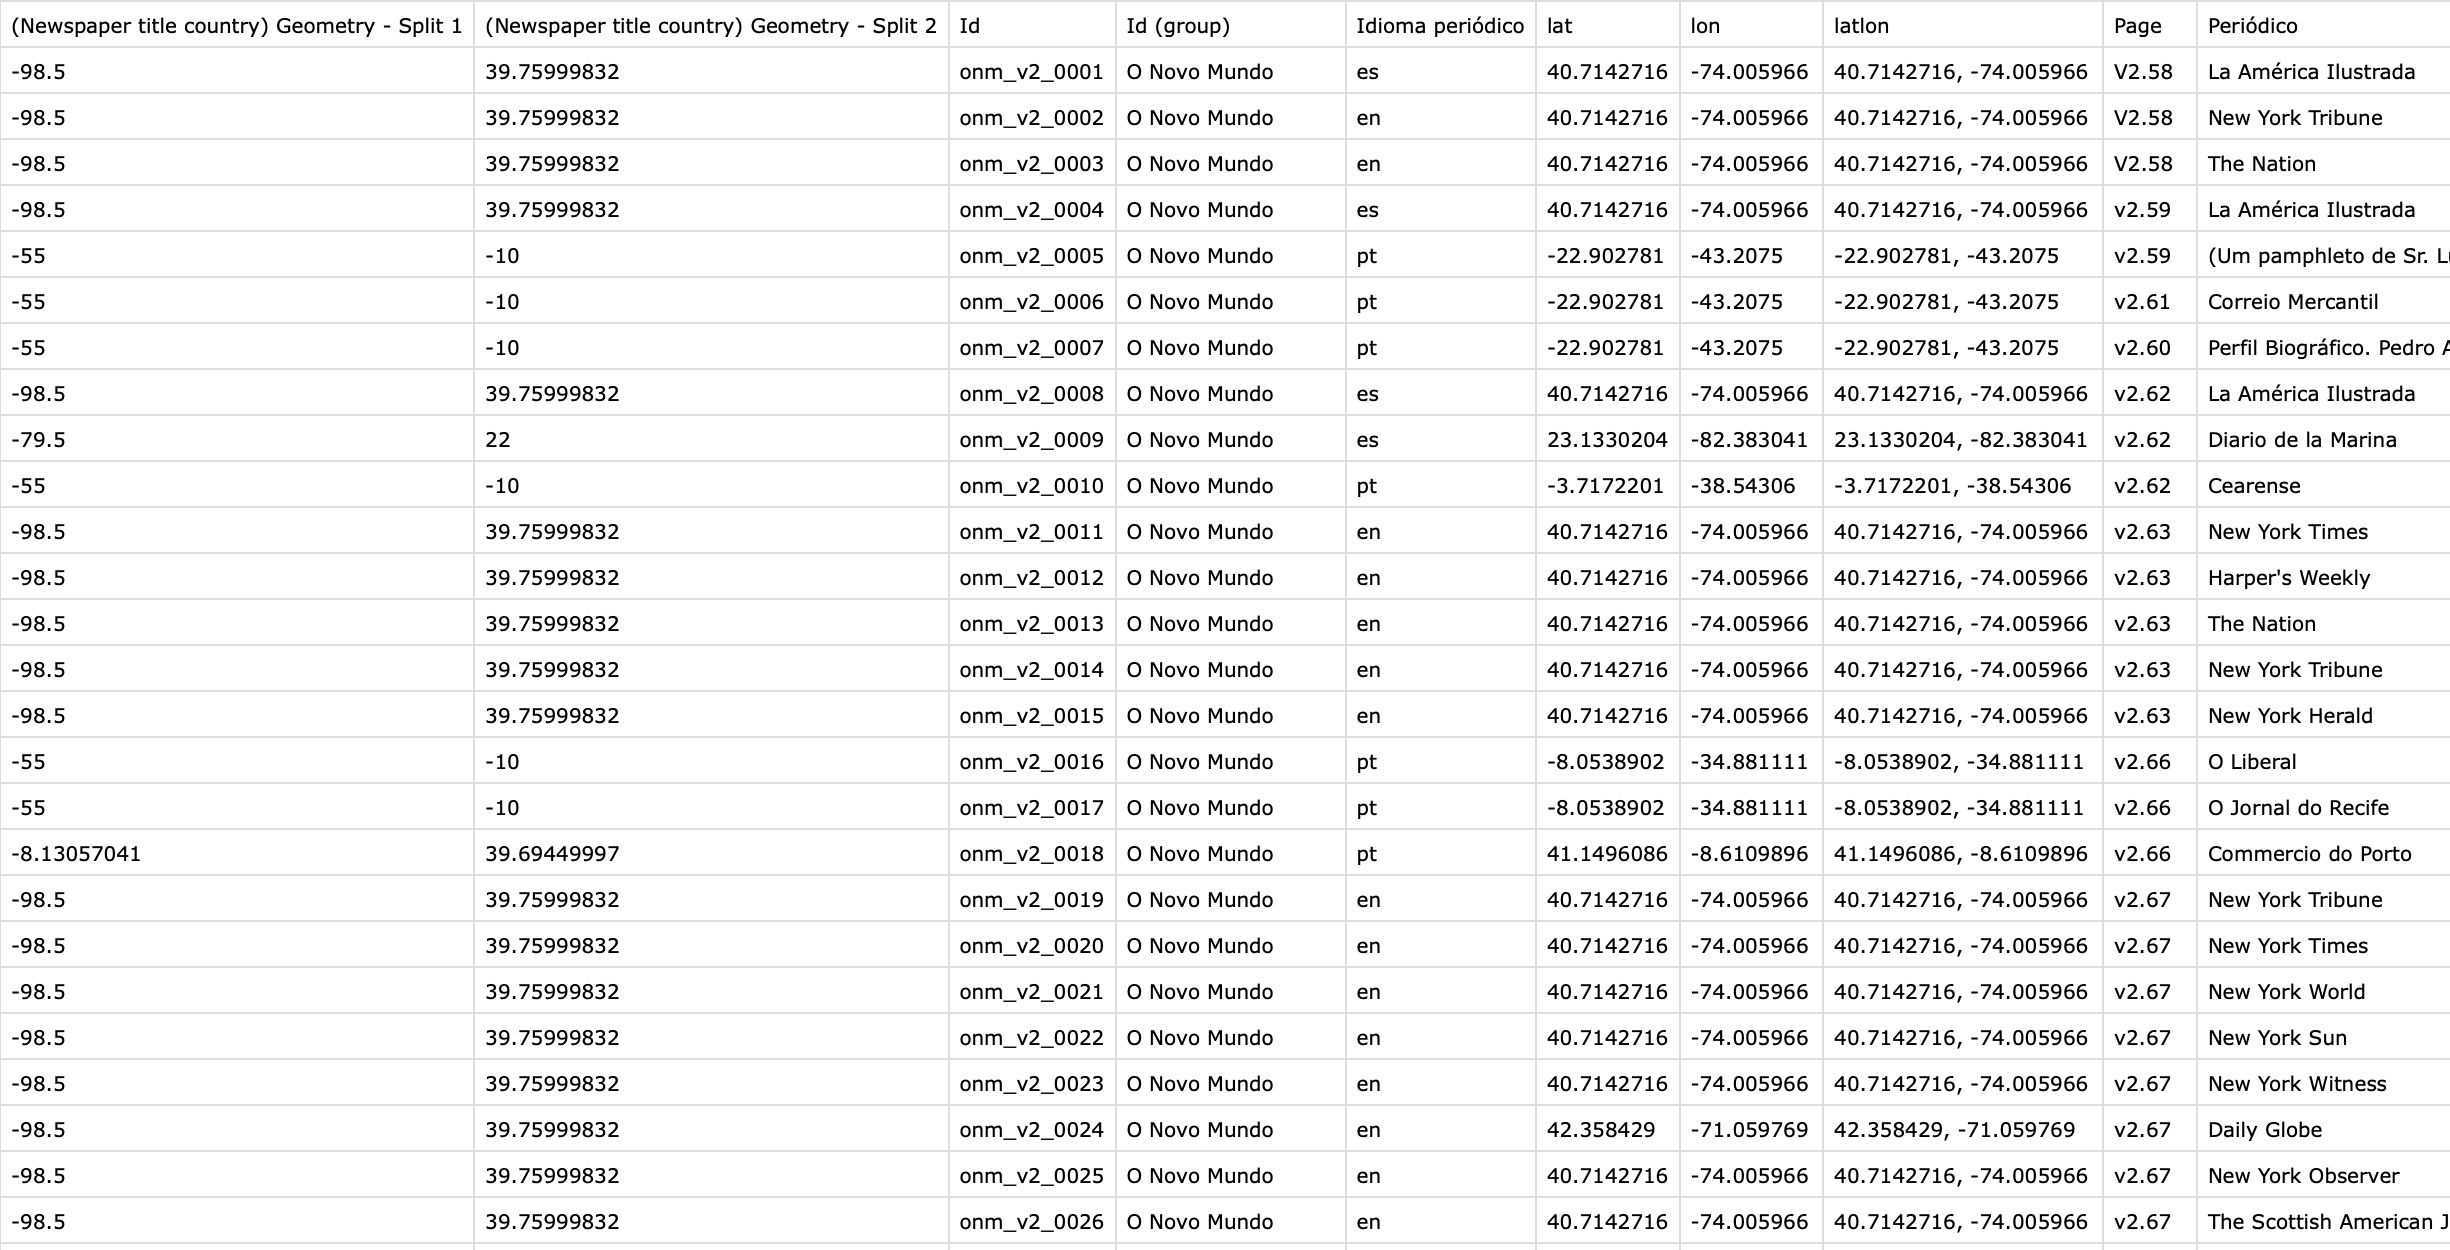 (Newspaper title country) Geometry - Split 1 (Newspaper title country) Geometry - Split 2 Id Id (group) Idioma periódico lat lon latlon Page Periódico
-98.5 39.75999832 onm_v2_0001 O Novo Mundo es 40.7142716 -74.005966 40.7142716, -74.005966 V2.58 La América Ilustrada
-98.5 39.75999832 onm_v2_0002 O Novo Mundo en 40.7142716 -74.005966 40.7142716, -74.005966 V2.58 New York Tribune
-98.5 39.75999832 onm_v2_0003 O Novo Mundo en 40.7142716 -74.005966 40.7142716, -74.005966 V2.58 The Nation
-98.5 39.75999832 onm_v2_0004 O Novo Mundo es 40.7142716 -74.005966 40.7142716, -74.005966 v2.59 La América Ilustrada
-55 -10 onm_v2_0005 O Novo Mundo pt -22.902781 -43.2075 -22.902781, -43.2075 v2.59 (Um pamphleto de Sr.
-55 -10 onm_v2_0006 O Novo Mundo pt -22.902781 -43.2075 -22.902781, -43.2075 v2.61 Correio Mercantil
-55 -10 onm_v2_0007 O Novo Mundo pt -22.902781 -43.2075 -22.902781, -43.2075 v2.60 Perfil Biográfico. Pedro
-98.5 39.75999832 onm_v2_0008 O Novo Mundo es 40.7142716 -74.005966 40.7142716, -74.005966 v2.62 La América Ilustrada
-79.5 22 onm_v2_0009 O Novo Mundo es 23.1330204 -82.383041 23.1330204, -82.383041 v2.62 Diario de la Marina
-55 -10 onm_v2_0010 O Novo Mundo pt -3.7172201 -38.54306 -3.7172201, -38.54306 v2.62 Cearense
-98.5 39.75999832 onm_v2_0011 O Novo Mundo en 40.7142716 -74.005966 40.7142716, -74.005966 v2.63 New York Times
-98.5 39.75999832 onm_v2_0012 O Novo Mundo en 40.7142716 -74.005966 40.7142716, -74.005966 v2.63 Harper's Weekly
-98.5 39.75999832 onm_v2_0013 O Novo Mundo en 40.7142716 -74.005966 40.7142716, -74.005966 v2.63 The Nation
-98.5 39.75999832 onm_v2_0014 O Novo Mundo en 40.7142716 -74.005966 40.7142716, -74.005966 v2.63 New York Tribune
-98.5 39.75999832 onm_v2_0015 O Novo Mundo en 40.7142716 -74.005966 40.7142716, -74.005966 v2.63 New York Herald
-55 -10 onm_v2_0016 O Novo Mundo pt -8.0538902 -34.881111 -8.0538902, -34.881111 v2.66 O Liberal
-55 -10 onm_v2_0017 O Novo Mundo pt -8.0538902 -34.881111 -8.0538902, -34.881111 v2.66 O Jornal do Recife
-8.13057041 39.69449997 onm_v2_0018 O Novo Mundo pt 41.1496086 -8.6109896 41.1496086, -8.6109896 v2.66 Commercio do Porto
-98.5 39.75999832 onm_v2_0019 O Novo Mundo en 40.7142716 -74.005966 40.7142716, -74.005966 v2.67 New York Tribune
-98.5 39.75999832 onm_v2_0020 O Novo Mundo en 40.7142716 -74.005966 40.7142716, -74.005966 v2.67 New York Times
-98.5 39.75999832 onm_v2_0021 O Novo Mundo en 40.7142716 -74.005966 40.7142716, -74.005966 v2.67 New York World
-98.5 39.75999832 onm_v2_0022 O Novo Mundo en 40.7142716 -74.005966 40.7142716, -74.005966 v2.67 New York Sun
-98.5 39.75999832 onm_v2_0023 O Novo Mundo en 40.7142716 -74.005966 40.7142716, -74.005966 v2.67 New York Witness
-98.5 39.75999832 onm_v2_0024 O Novo Mundo en 42.358429 -71.059769 42.358429, -71.059769 v2.67 Daily Globe
-98.5 39.75999832 onm_v2_0025 O Novo Mundo en 40.7142716 -74.005966 40.7142716, -74.005966 v2.67 New York Observer
-98.5 39.75999832 onm_v2_0026 O Novo Mundo en 40.7142716 -74.005966 40.7142716, -74.005966 v2.67 The Scottish American